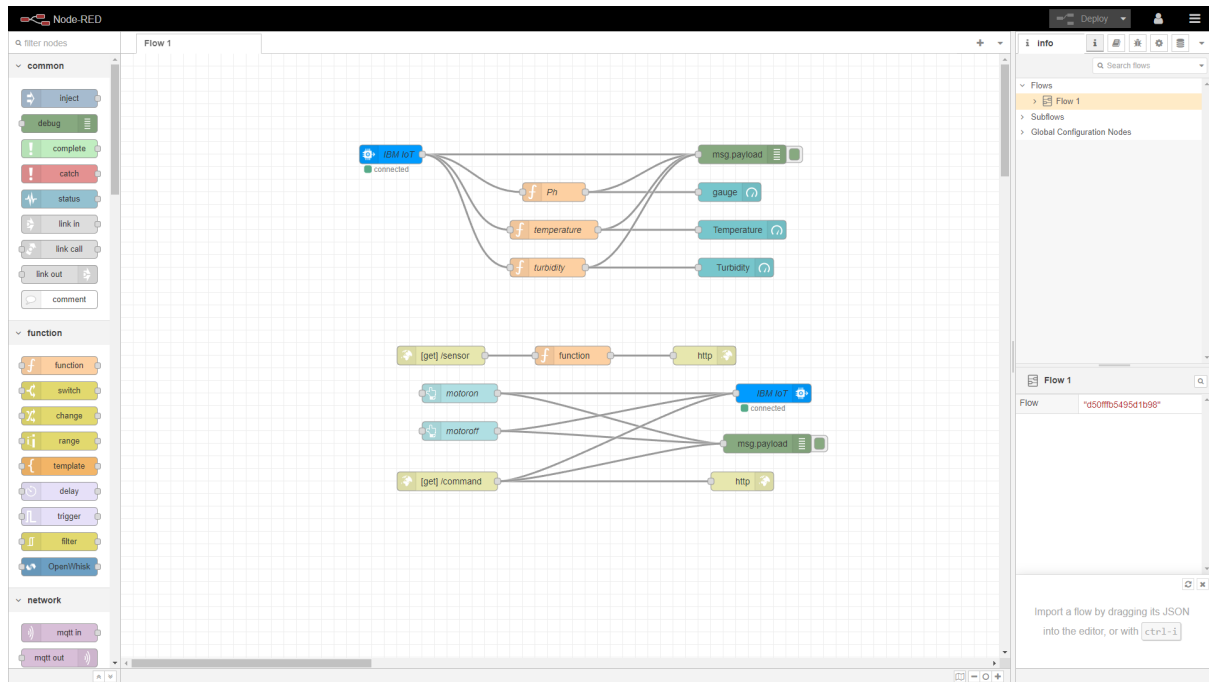 Node-RED
Deploy
filter nodes
Flow 1
info
Search flows
common
inject
debug
complete
catch
status
link in
link call
link out
comment
function
function
switch
change
range
template
delay
trigger
filter
OpenWhisk
network
mqtt in
mqtt out
IBM IoT
connected
msg.payload
Ph
gauge
temperature
Temperature
turbidity
Turbidity
[get] /sensor
function
http
motoron
IBM IoT
connected
motoroff
msg.payload
[get] /command
http
Flows
Flow 1
Subflows
Global Configuration Nodes
Flow 1
Flow "d50fffb5495d1b98"
Import a flow by dragging its JSON
into the editor, or with ctrl-i